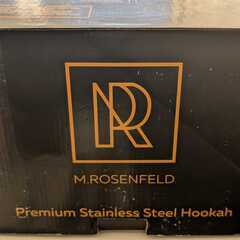 M.ROSENFELD
Premium Stainless Steel Hookah